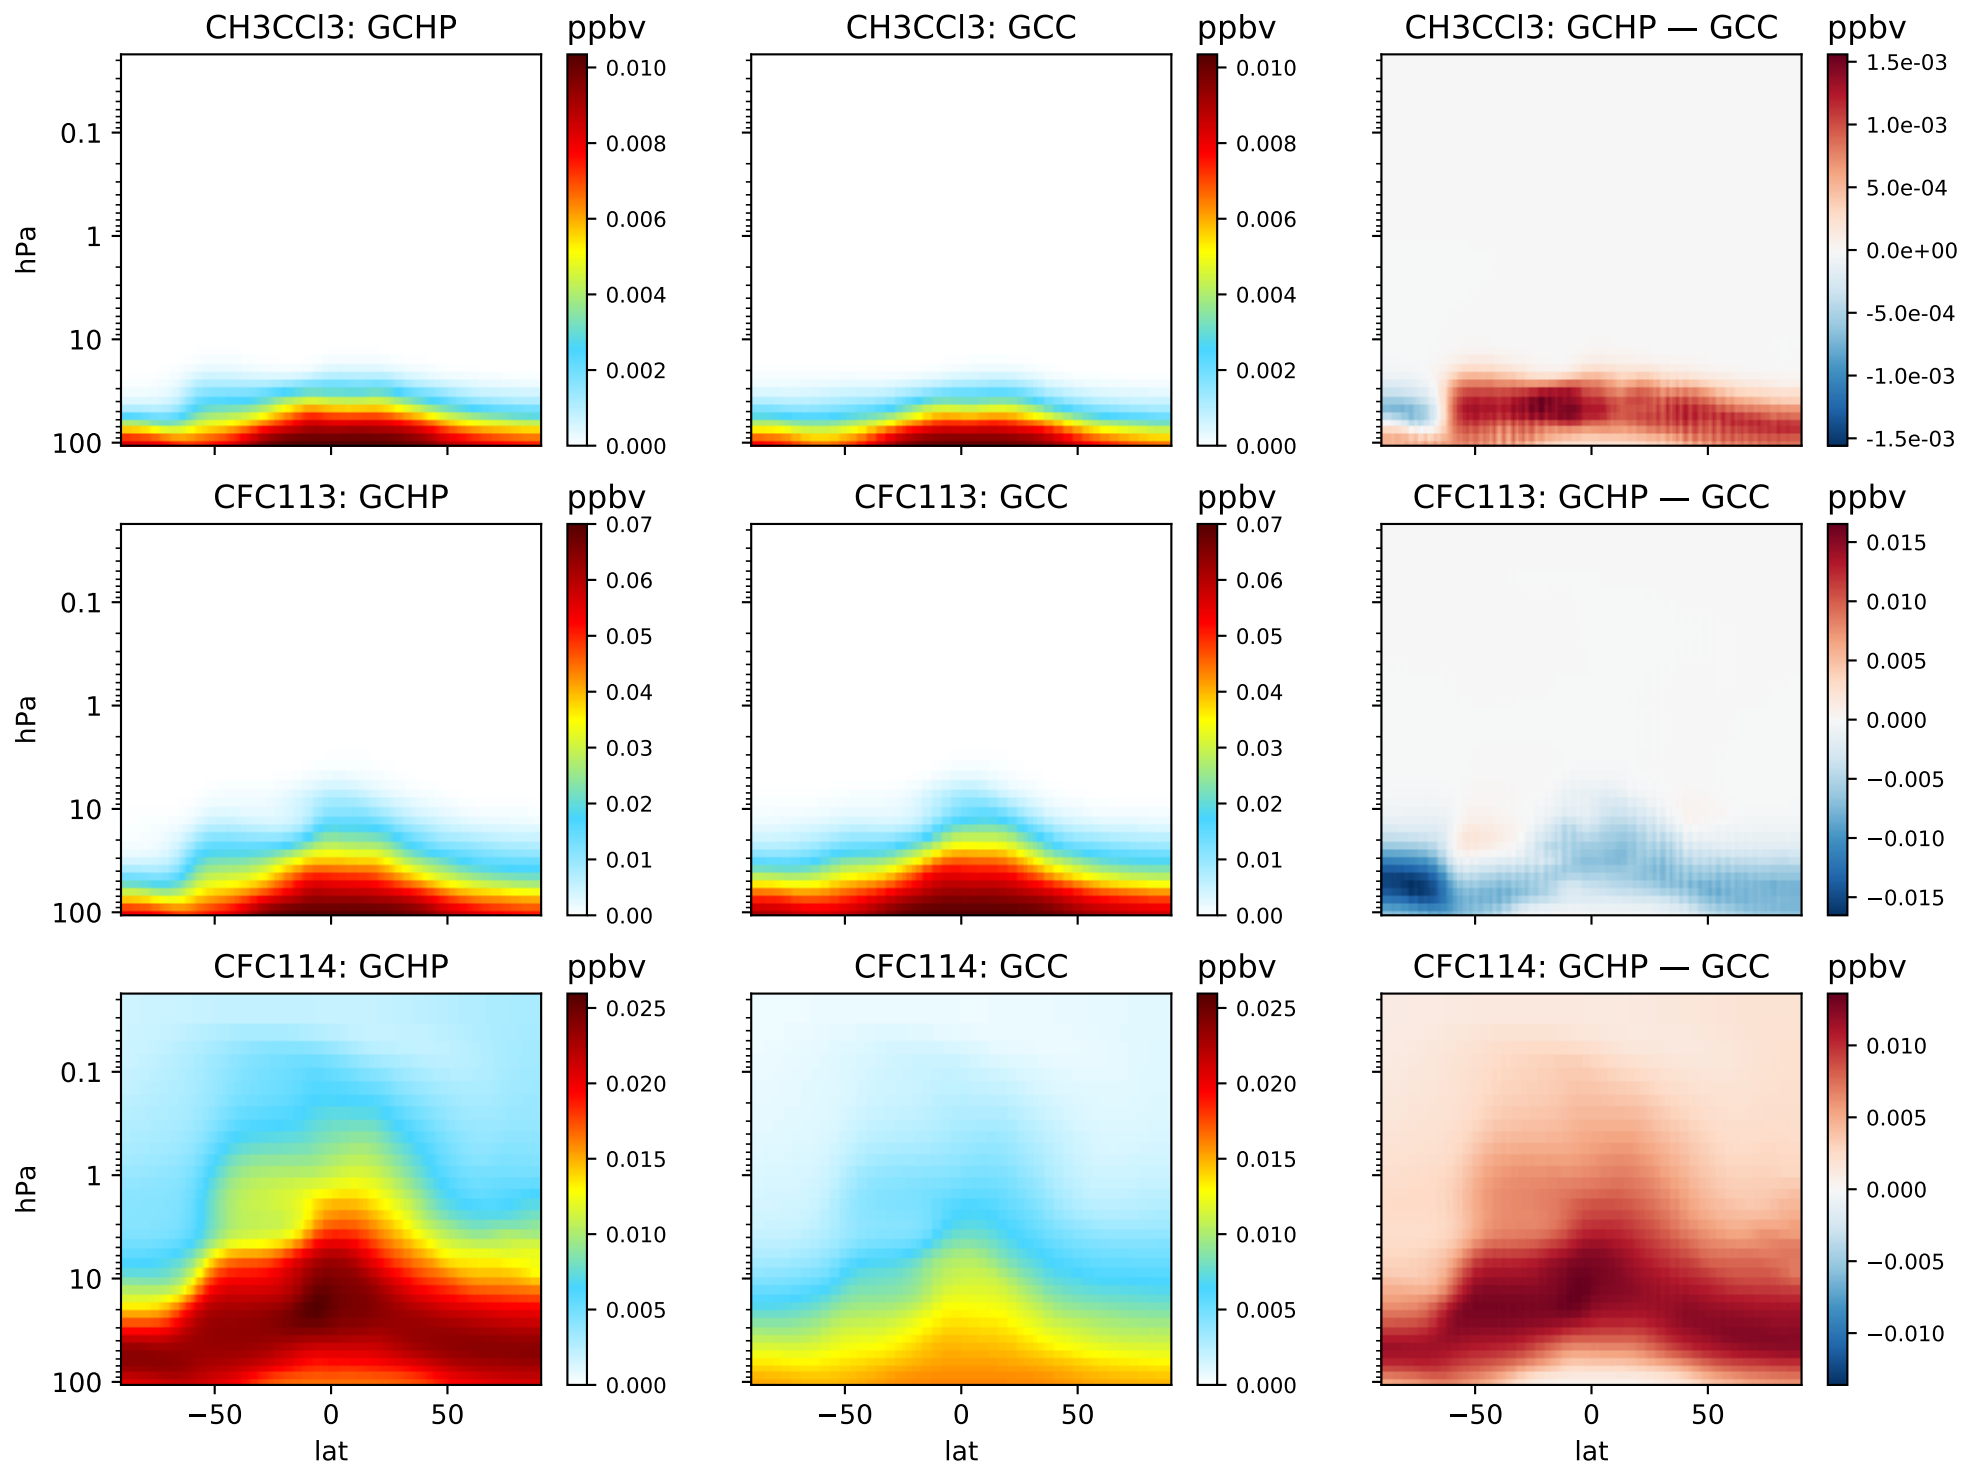 CH3CCl3: GCHP
ppbv
CH3CCl3: GCC
ppbv
CH3CCl3: GCHP — GCC
ppbv
hPa
0.1
1
10
100
0.010
0.008
0.006
0.004
0.002
0.000
0.010
0.008
0.006
0.004
0.002
0.000
1.5e-03
1.0e-03
5.0e-04
0.0e+00
-5.0e-04
-1.0e-03
-1.5e-03
CFC113: GCHP
ppbv
CFC113: GCC
ppbv
CFC113: GCHP — GCC
ppbv
hPa
0.1
1
10
100
0.07
0.06
0.05
0.04
0.03
0.02
0.01
0.00
0.07
0.06
0.05
0.04
0.03
0.02
0.01
0.00
0.015
0.010
0.005
0.000
−0.005
−0.010
−0.015
CFC114: GCHP
ppbv
CFC114: GCC
ppbv
CFC114: GCHP — GCC
ppbv
hPa
0.1
1
10
100
0.025
0.020
0.015
0.010
0.005
0.000
0.025
0.020
0.015
0.010
0.005
0.000
0.010
0.005
0.000
−0.005
−0.010
−50 0 50
lat
−50 0 50
lat
−50 0 50
lat